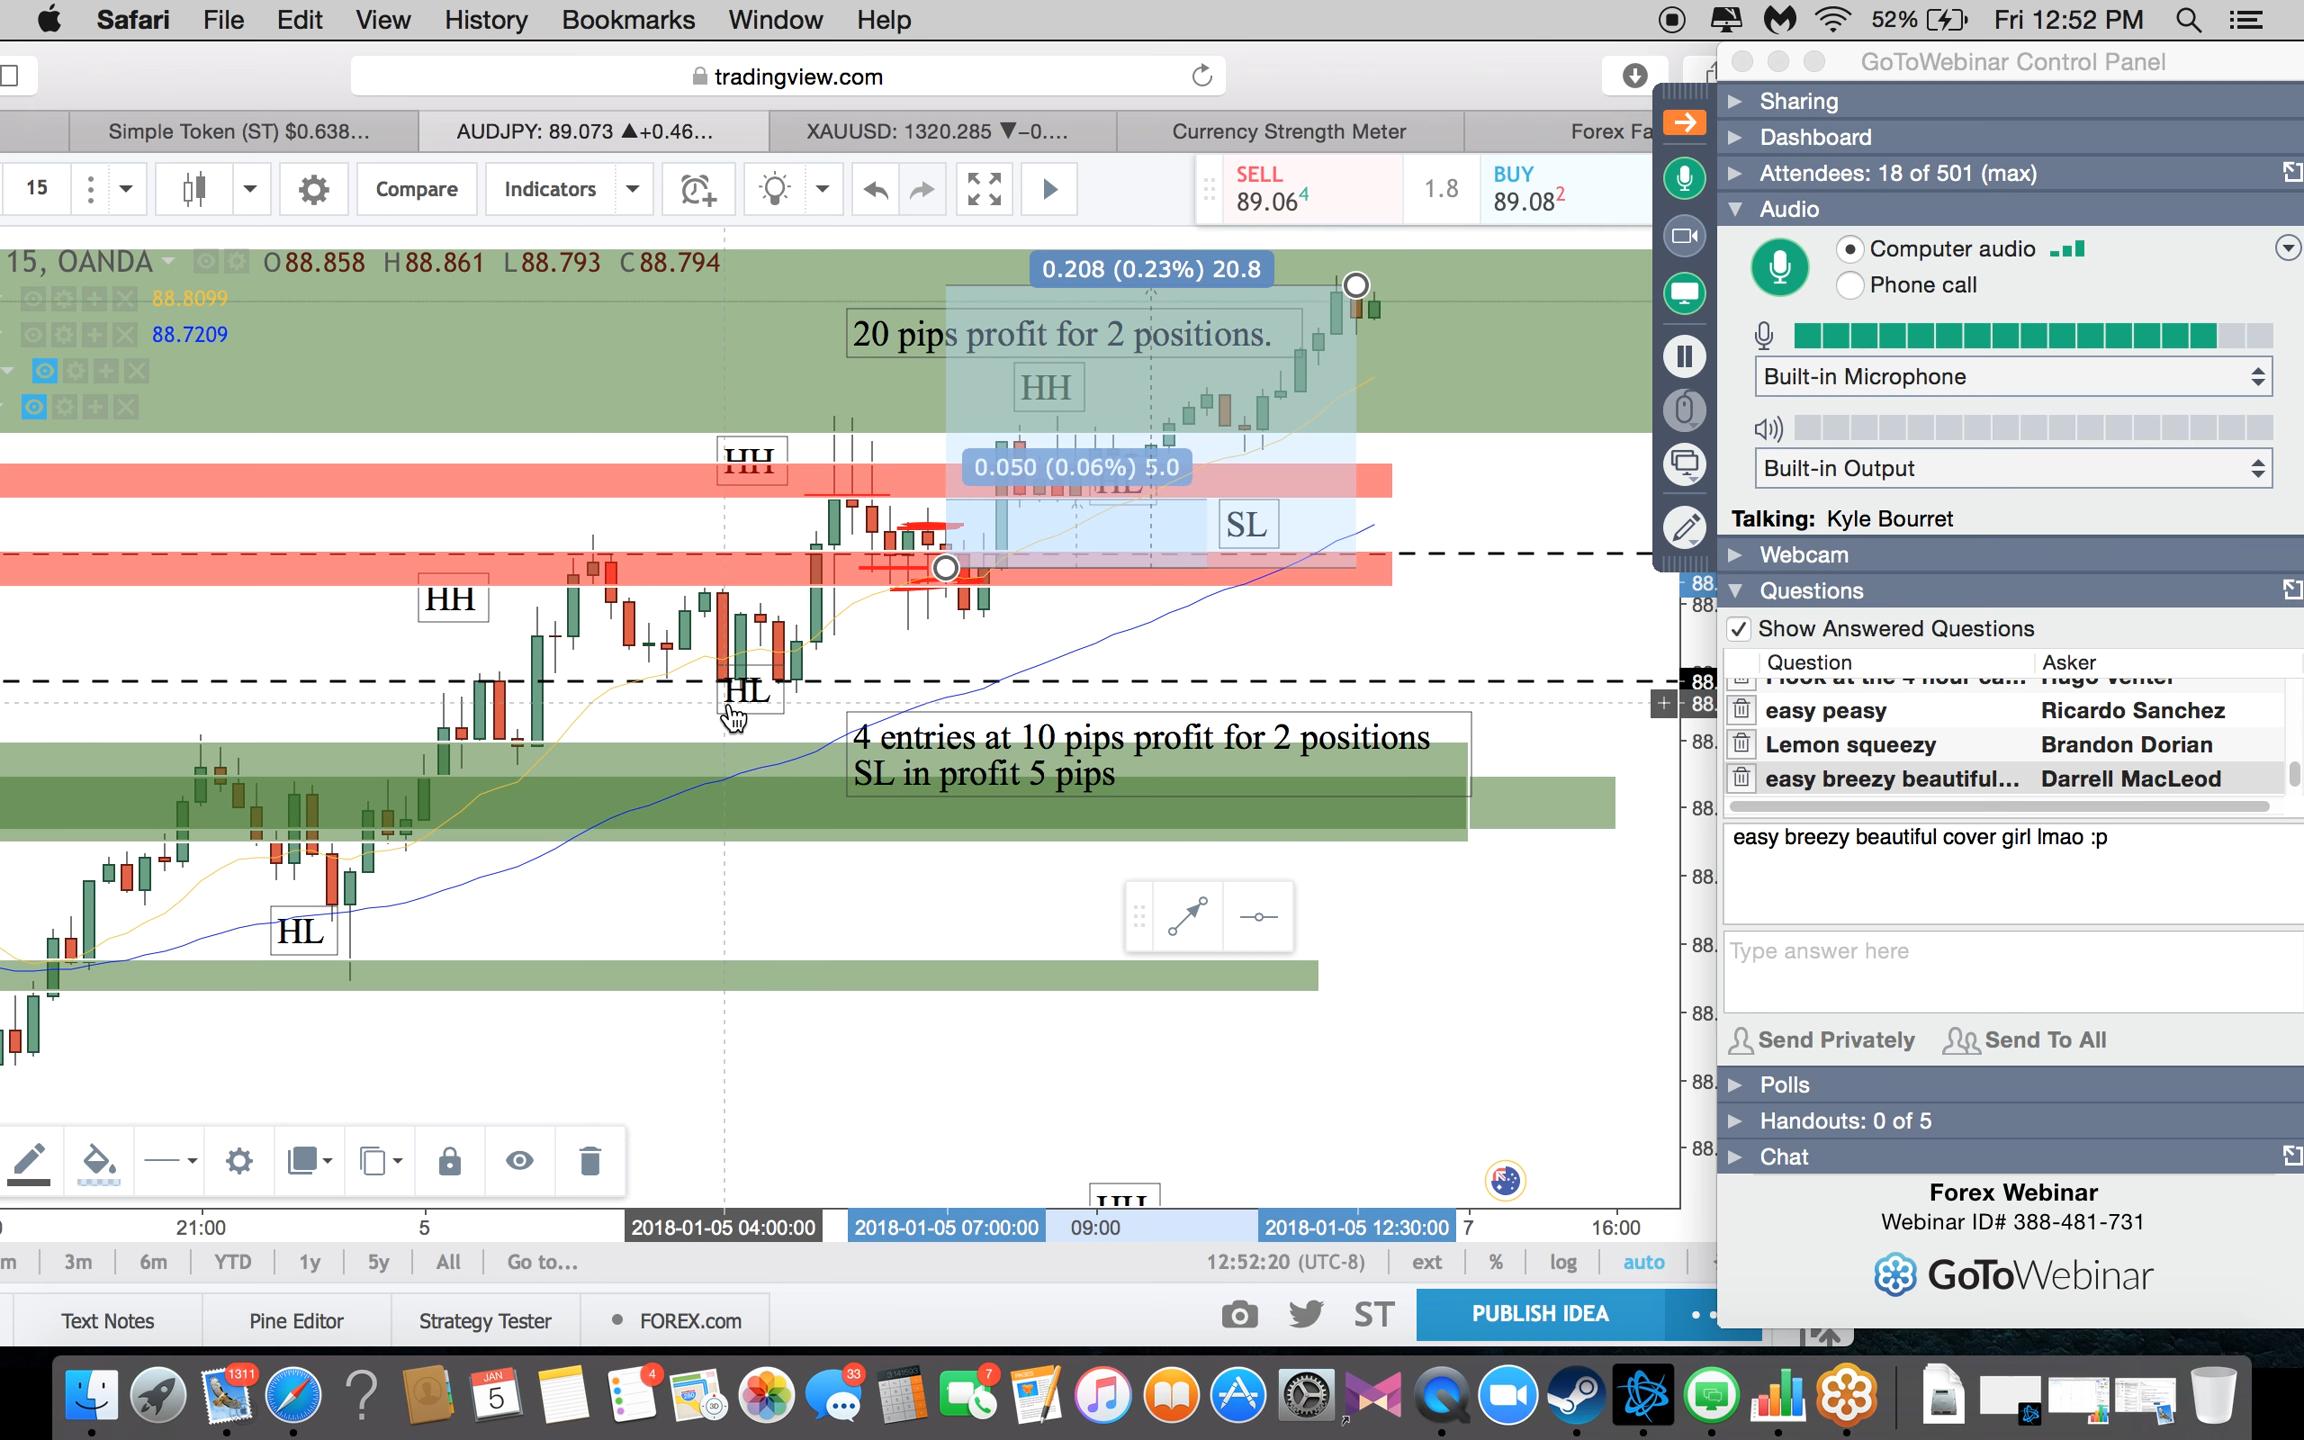 Safari File Edit View History Bookmarks Window Help 52% Fri 12:52 PM
tradingview.com
GoToWebinar Control Panel
Simple Token (ST) $0.638... AUDJPY: 89.073 ▲+0.46... XAUUSD: 1320.285 ▼−0.... Currency Strength Meter Forex Fa
15 Compare Indicators
SELL 89.064 1.8 BUY 89.082
15, OANDA O88.858 H88.861 L88.793 C88.794
88.8099
88.7209
0.208 (0.23%) 20.8
20 pips profit for 2 positions.
HH
HH
0.050 (0.06%) 5.0
HL
SL
HH
HL
4 entries at 10 pips profit for 2 positions
SL in profit 5 pips
HL
21:00 5 2018-01-05 04:00:00 2018-01-05 07:00:00 09:00 2018-01-05 12:30:00 7 16:00
m 3m 6m YTD 1y 5y All Go to... 12:52:20 (UTC-8) ext % log auto
Text Notes Pine Editor Strategy Tester FOREX.com ST PUBLISH IDEA
Sharing
Dashboard
Attendees: 18 of 501 (max)
Audio
Computer audio
Phone call
Built-in Microphone
Built-in Output
Talking: Kyle Bourret
Webcam
Questions
Show Answered Questions
Question Asker
easy peasy Ricardo Sanchez
Lemon squeezy Brandon Dorian
easy breezy beautiful... Darrell MacLeod
easy breezy beautiful cover girl lmao :p
Type answer here
Send Privately Send To All
Polls
Handouts: 0 of 5
Chat
Forex Webinar
Webinar ID# 388-481-731
GoToWebinar
1311 JAN 5 4 33 7